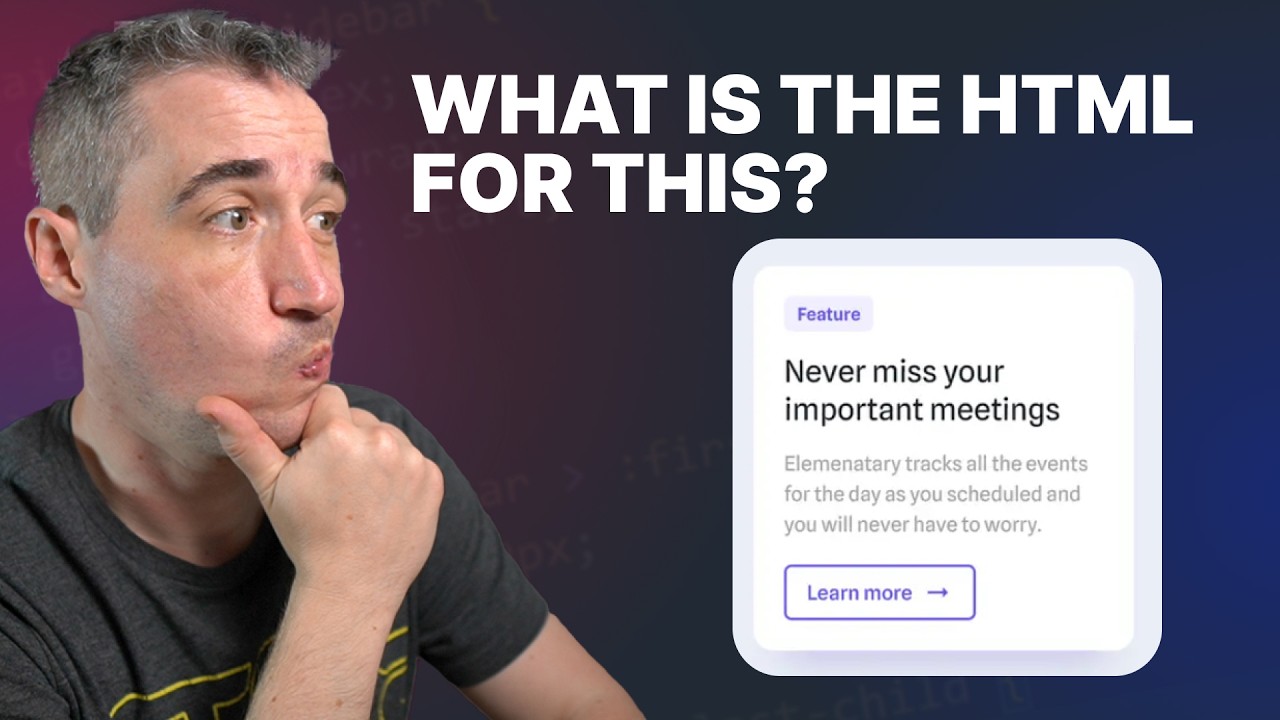 WHAT IS THE HTML
FOR THIS?
Feature
Never miss your
important meetings
Elemenatary tracks all the events
for the day as you scheduled and
you will never have to worry.
Learn more →